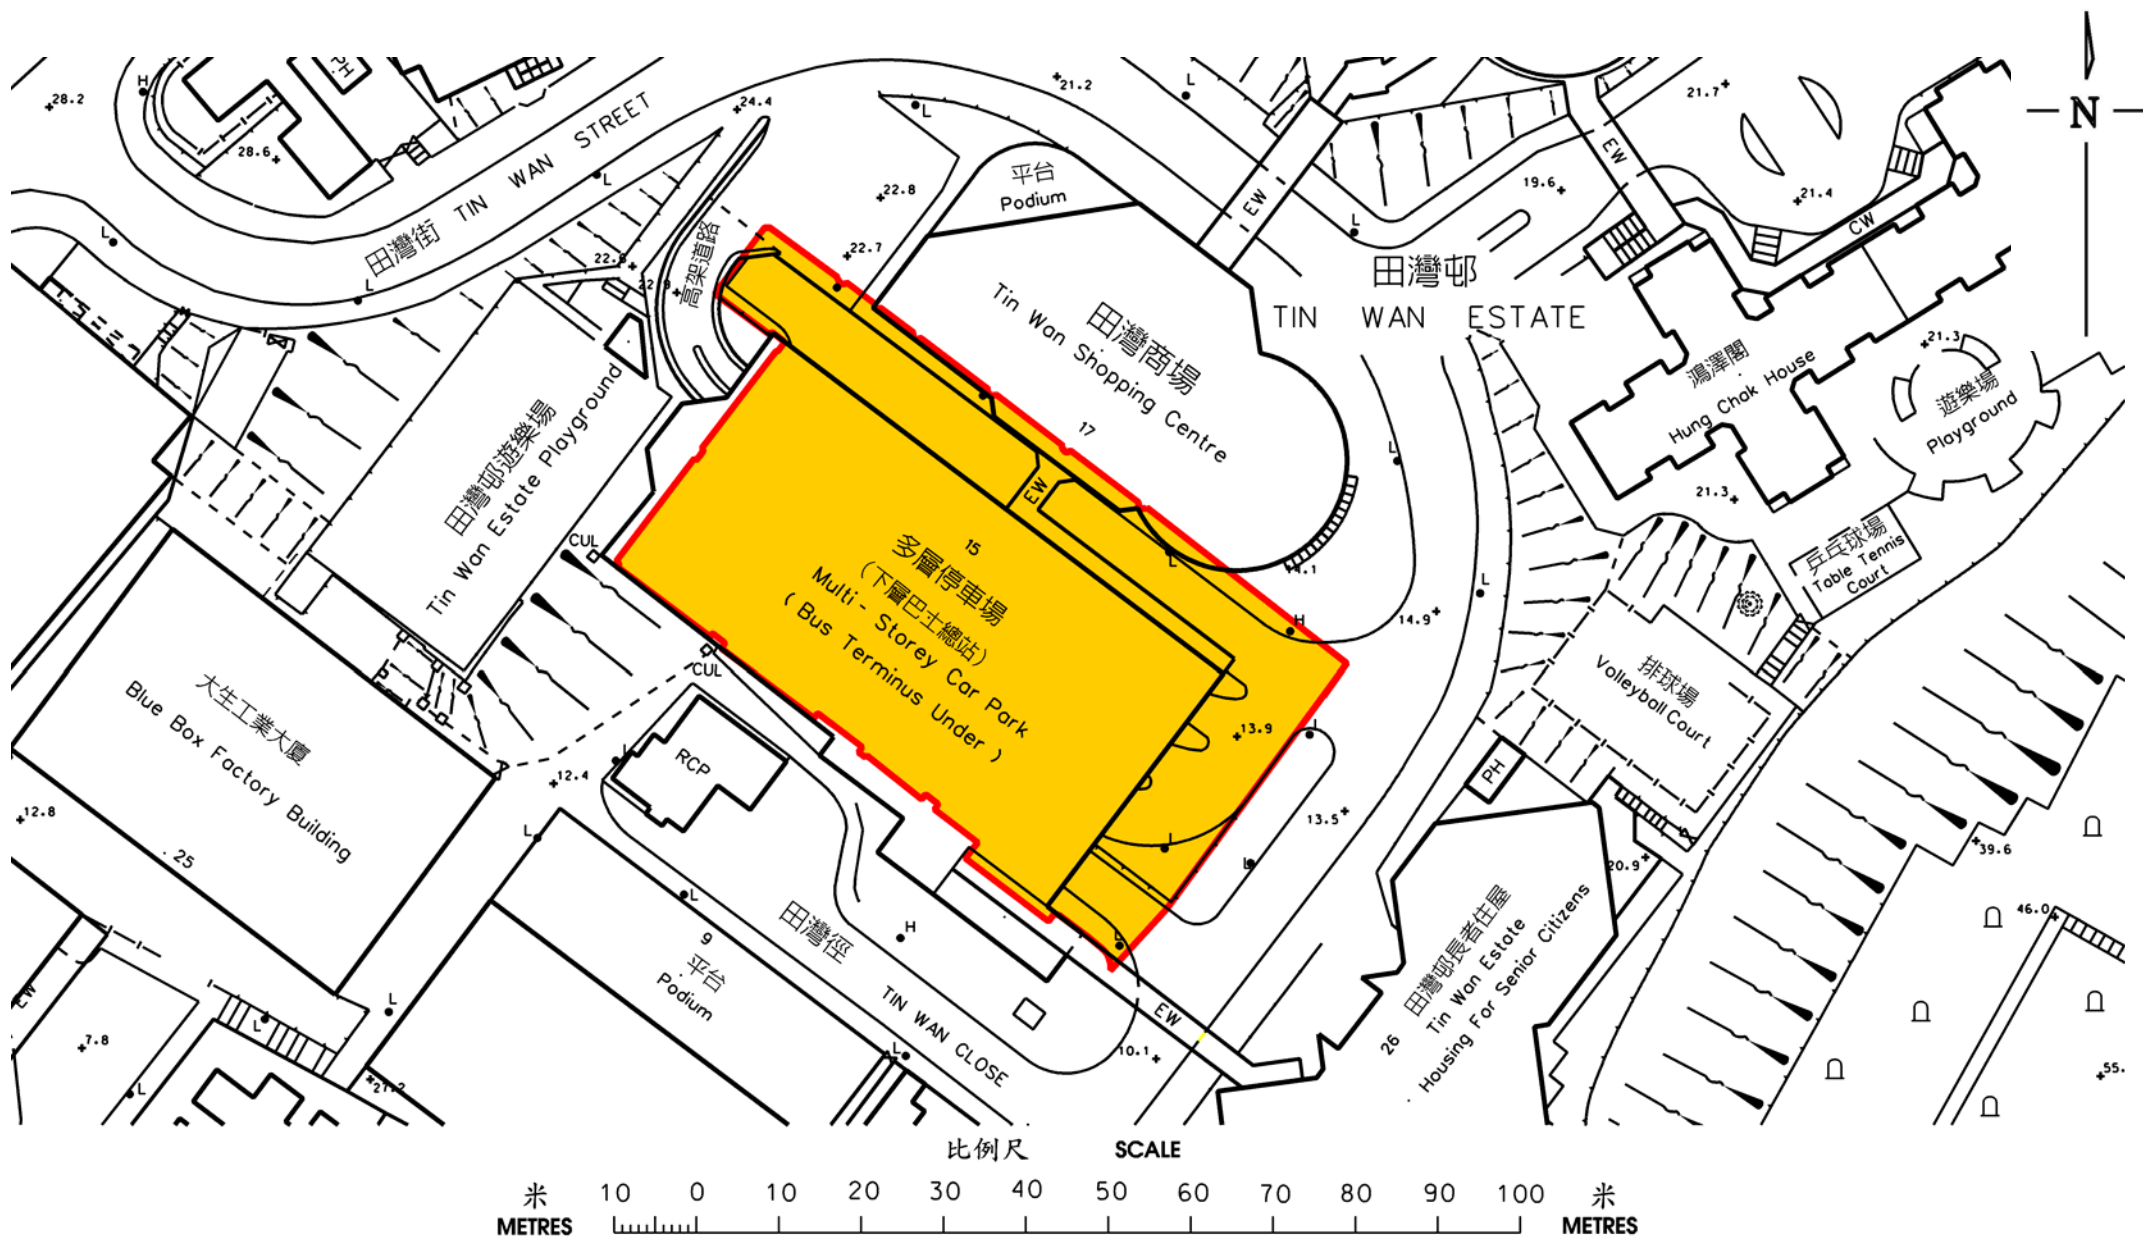 H
PH
28.2
28.6
24.4
21.2
L
L
21.7
田灣街 TIN WAN STREET
L
22.8
平台
Podium
EW
EW
19.6
21.4
CW
L
L
N
L
22.6
高架道路
22.7
田灣邨
TIN WAN ESTATE
田灣商場
Tin Wan Shopping Centre
17
鴻澤閣
Hung Chak House
21.3
遊樂場
Playground
田灣邨遊樂場
Tin Wan Estate Playground
L
EW
21.3
CUL
15
多層停車場
(下層巴士總站)
Multi - Storey Car Park
( Bus Terminus Under )
L
14.1
14.9
L
H
乒乓球場
Table Tennis
Court
CUL
排球場
Volleyball Court
大生工業大廈
Blue Box Factory Building
25
RCP
L
12.4
13.9
L
13.5
PH
12.8
L
L
L
20.9
39.6
L
9
平台
Podium
田灣徑
TIN WAN CLOSE
H
L
EW
田灣邨長者住屋
Tin Wan Estate
Housing For Senior Citizens
26
46.0
EW
L
L
7.8
L
27.2
L
10.1
55.
比例尺 SCALE
米 10 0 10 20 30 40 50 60 70 80 90 100 米
METRES METRES